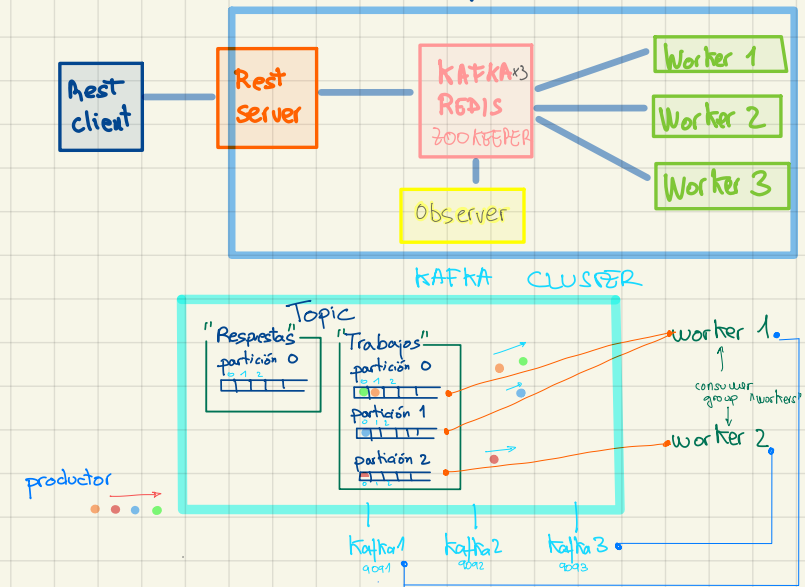 Rest
client
Rest
server
KAFKA x3
REDIS
ZOOKEEPER
Worker 1
Worker 2
Worker 3
Observer
KAFKA CLUSTER
Topic
"Respuestas"
partición 0
0 1 2
"Trabajos"
partición 0
0 1 2
partición 1
0 1 2
partición 2
0 1 2
worker 1
consumer
group "workers"
worker 2
productor
Kafka1
9091
Kafka2
9092
Kafka3
9093